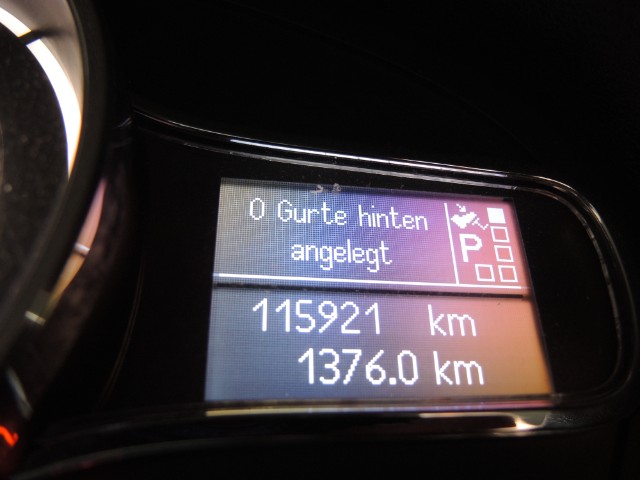 0 Gurte hinten
angelegt
P
115921 km
1376.0 km